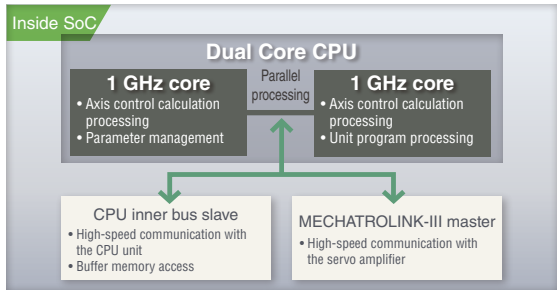 Inside SoC
Dual Core CPU
1 GHz core
• Axis control calculation
processing
• Parameter management
Parallel
processing
1 GHz core
• Axis control calculation
processing
• Unit program processing
CPU inner bus slave
• High-speed communication with
the CPU unit
• Buffer memory access
MECHATROLINK-III master
• High-speed communication with
the servo amplifier